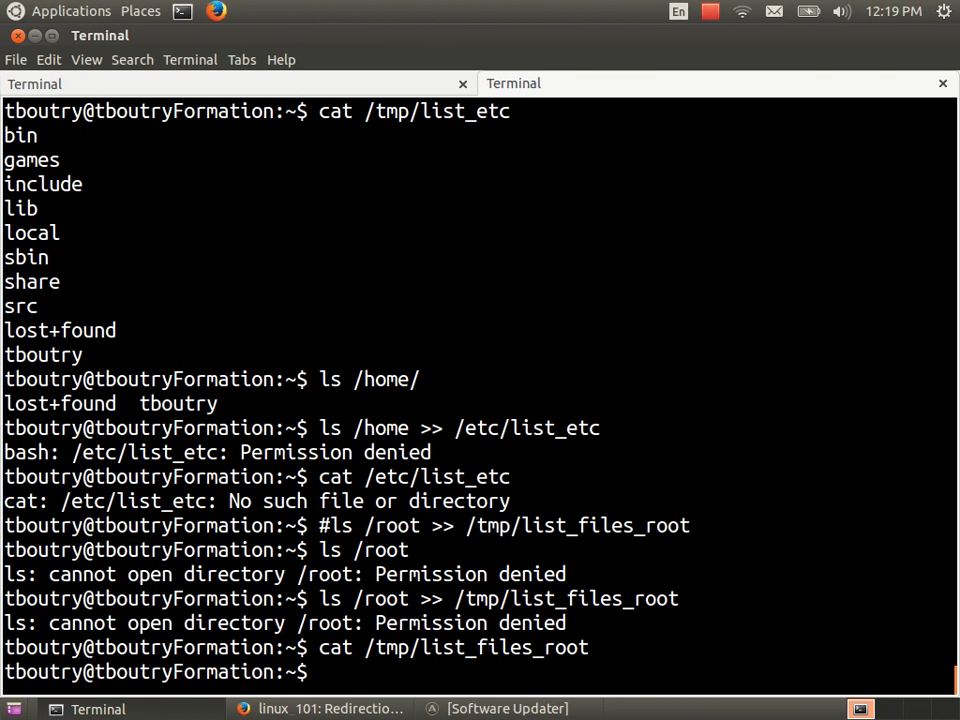 Applications Places En 12:19 PM
Terminal
File Edit View Search Terminal Tabs Help
Terminal × Terminal ×
tboutry@tboutryFormation:~$ cat /tmp/list_etc
bin
games
include
lib
local
sbin
share
src
lost+found
tboutry
tboutry@tboutryFormation:~$ ls /home/
lost+found  tboutry
tboutry@tboutryFormation:~$ ls /home >> /etc/list_etc
bash: /etc/list_etc: Permission denied
tboutry@tboutryFormation:~$ cat /etc/list_etc
cat: /etc/list_etc: No such file or directory
tboutry@tboutryFormation:~$ #ls /root >> /tmp/list_files_root
tboutry@tboutryFormation:~$ ls /root
ls: cannot open directory /root: Permission denied
tboutry@tboutryFormation:~$ ls /root >> /tmp/list_files_root
ls: cannot open directory /root: Permission denied
tboutry@tboutryFormation:~$ cat /tmp/list_files_root
tboutry@tboutryFormation:~$
Terminal linux_101: Redirectio... [Software Updater]